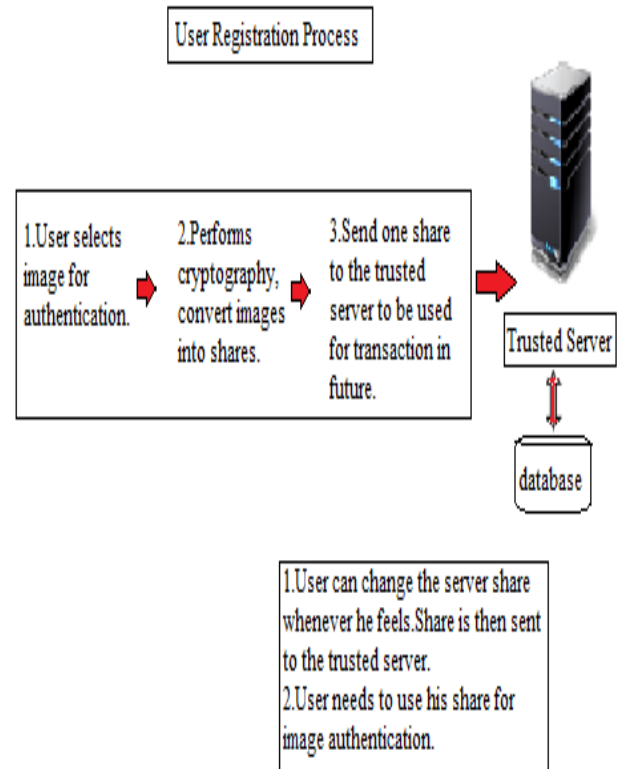 User Registration Process
1.User selects
image for
authentication.
2.Performs
cryptography,
convert images
into shares.
3.Send one share
to the trusted
server to be used
for transaction in
future.
Trusted Server
database
1.User can change the server share
whenever he feels.Share is then sent
to the trusted server.
2.User needs to use his share for
image authentication.